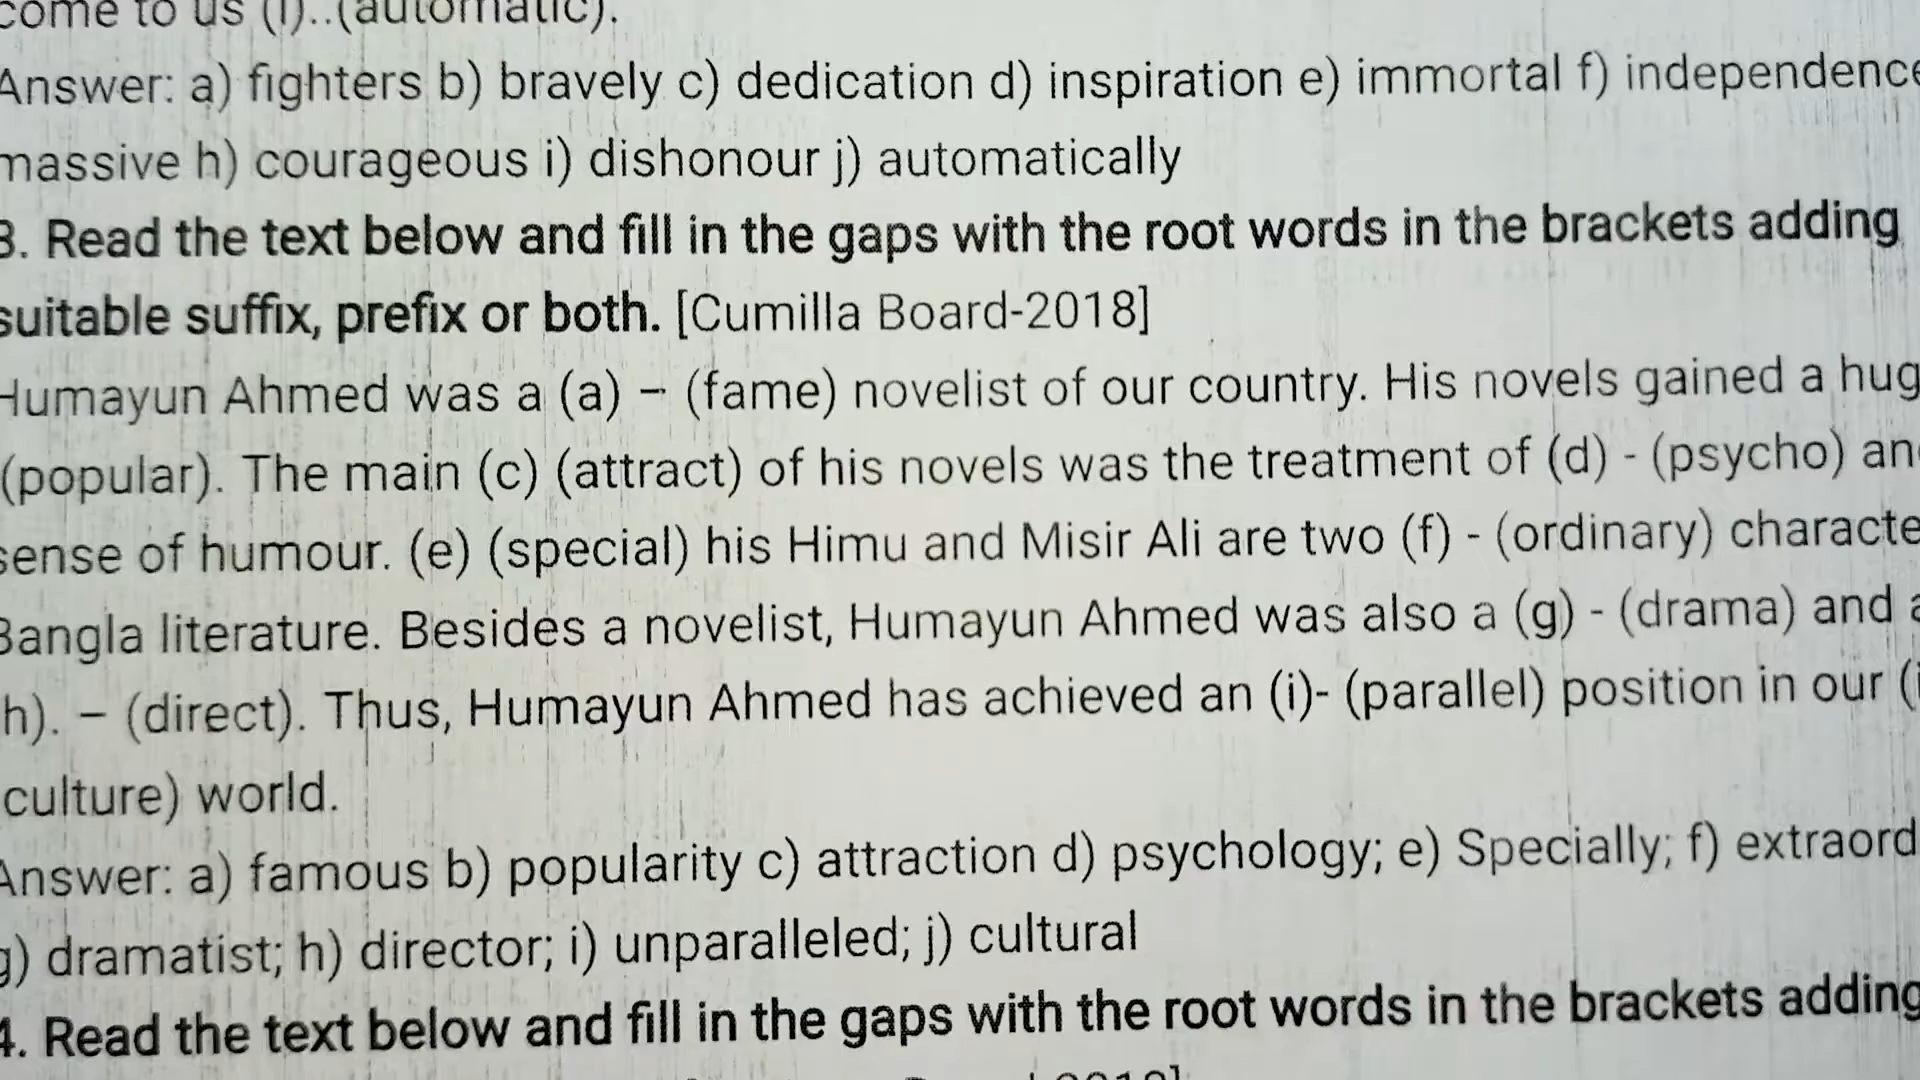 come to us (i)..(automatic).
Answer: a) fighters b) bravely c) dedication d) inspiration e) immortal f) independence
massive h) courageous i) dishonour j) automatically
3. Read the text below and fill in the gaps with the root words in the brackets adding
suitable suffix, prefix or both. [Cumilla Board-2018]
Humayun Ahmed was a (a) – (fame) novelist of our country. His novels gained a hug
(popular). The main (c) (attract) of his novels was the treatment of (d) - (psycho) an
sense of humour. (e) (special) his Himu and Misir Ali are two (f) - (ordinary) characte
Bangla literature. Besides a novelist, Humayun Ahmed was also a (g) - (drama) and a
h). – (direct). Thus, Humayun Ahmed has achieved an (i)- (parallel) position in our (
culture) world.
Answer: a) famous b) popularity c) attraction d) psychology; e) Specially; f) extraord
g) dramatist; h) director; i) unparalleled; j) cultural
4. Read the text below and fill in the gaps with the root words in the brackets adding